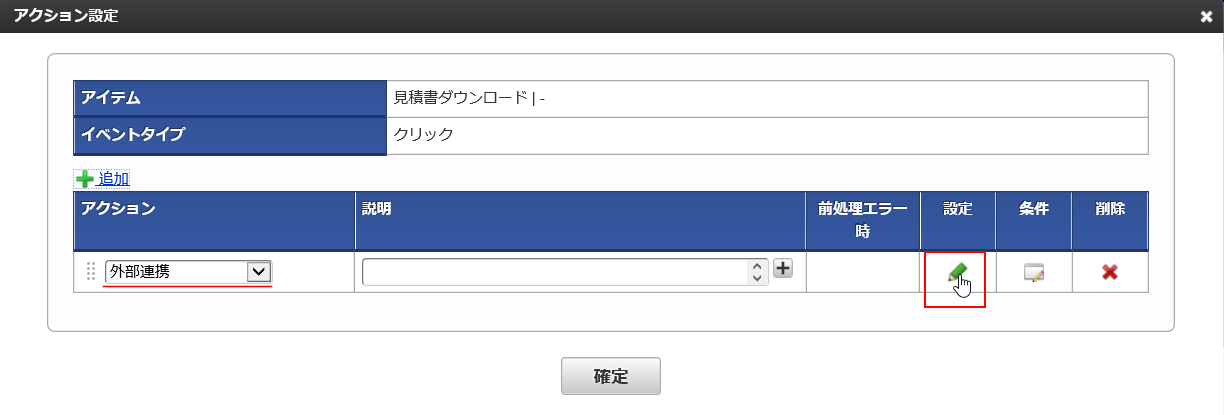 アクション設定
アイテム 見積書ダウンロード | -
イベントタイプ クリック
追加
アクション 説明 前処理エラー時 設定 条件 削除
外部連携
確定